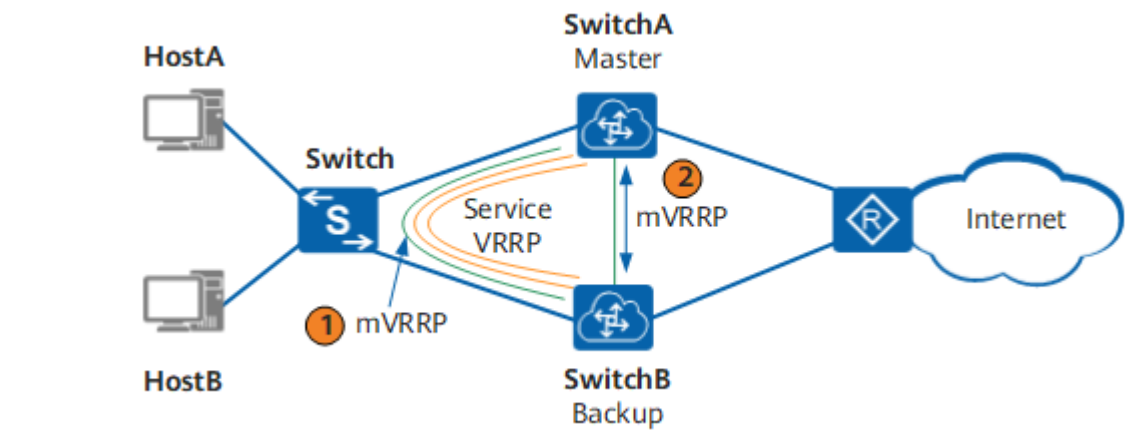 SwitchA
Master
HostA
Switch
S
Service
VRRP
2
mVRRP
R
Internet
1 mVRRP
HostB
SwitchB
Backup